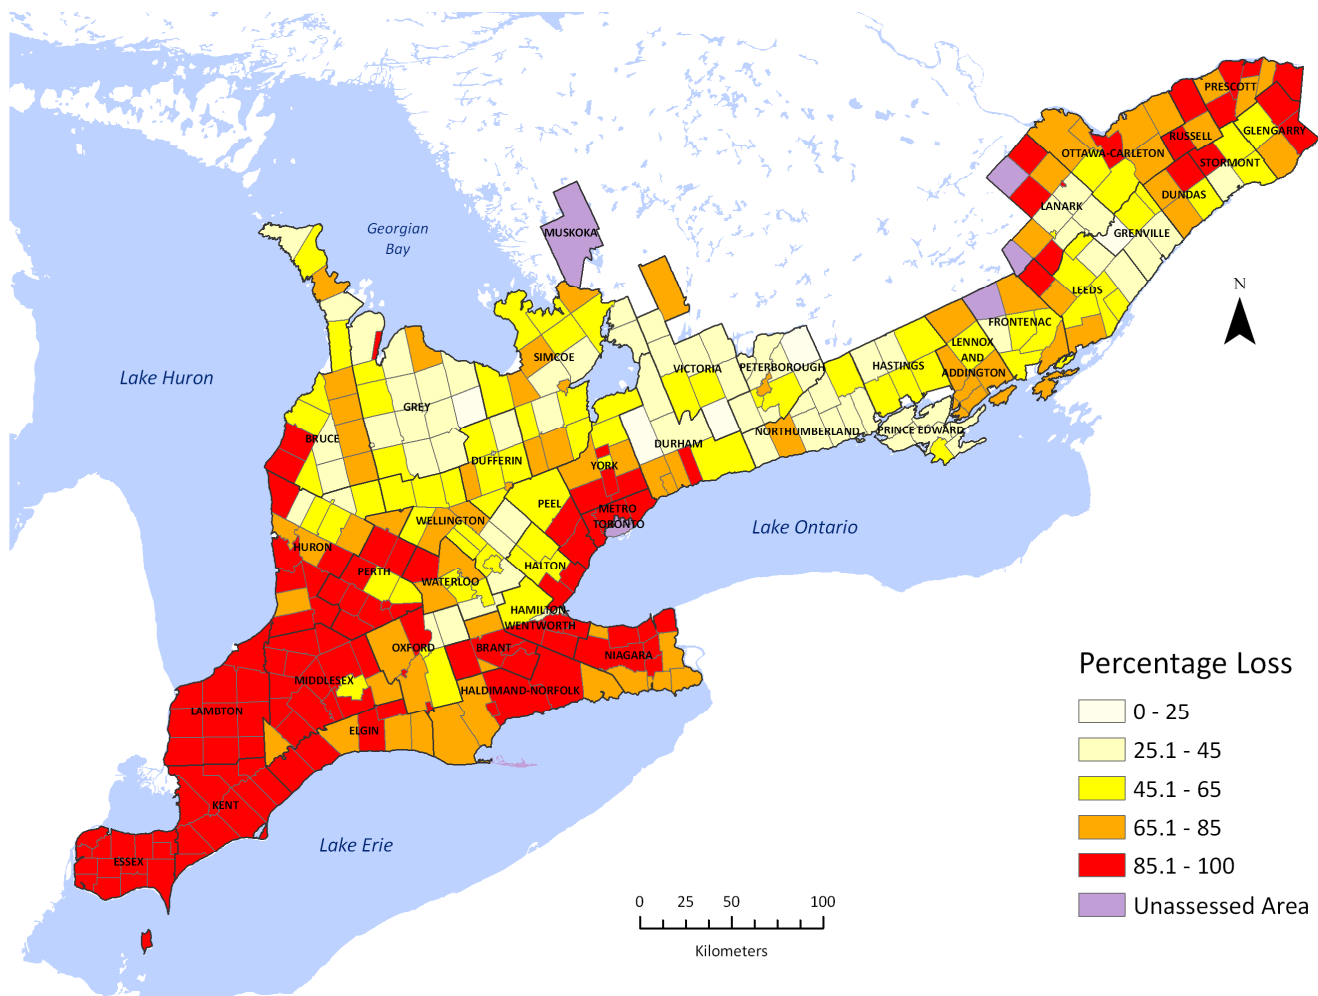 PRESCOTT
GLENGARRY
RUSSELL
OTTAWA-CARLETON
STORMONT
DUNDAS
LANARK
GRENVILLE
Georgian
Bay
MUSKOKA
N
LEEDS
FRONTENAC
LENNOX
AND
ADDINGTON
SIMCOE
VICTORIA
PETERBOROUGH
HASTINGS
Lake Huron
GREY
BRUCE
PRINCE EDWARD
NORTHUMBERLAND
DURHAM
DUFFERIN
YORK
PEEL
METRO
TORONTO
Lake Ontario
WELLINGTON
HURON
PERTH
HALTON
WATERLOO
HAMILTON-
WENTWORTH
OXFORD
BRANT
NIAGARA
MIDDLESEX
HALDIMAND-NORFOLK
LAMBTON
ELGIN
KENT
Lake Erie
ESSEX
Percentage Loss
0 - 25
25.1 - 45
45.1 - 65
65.1 - 85
85.1 - 100
Unassessed Area
0 25 50 100
Kilometers